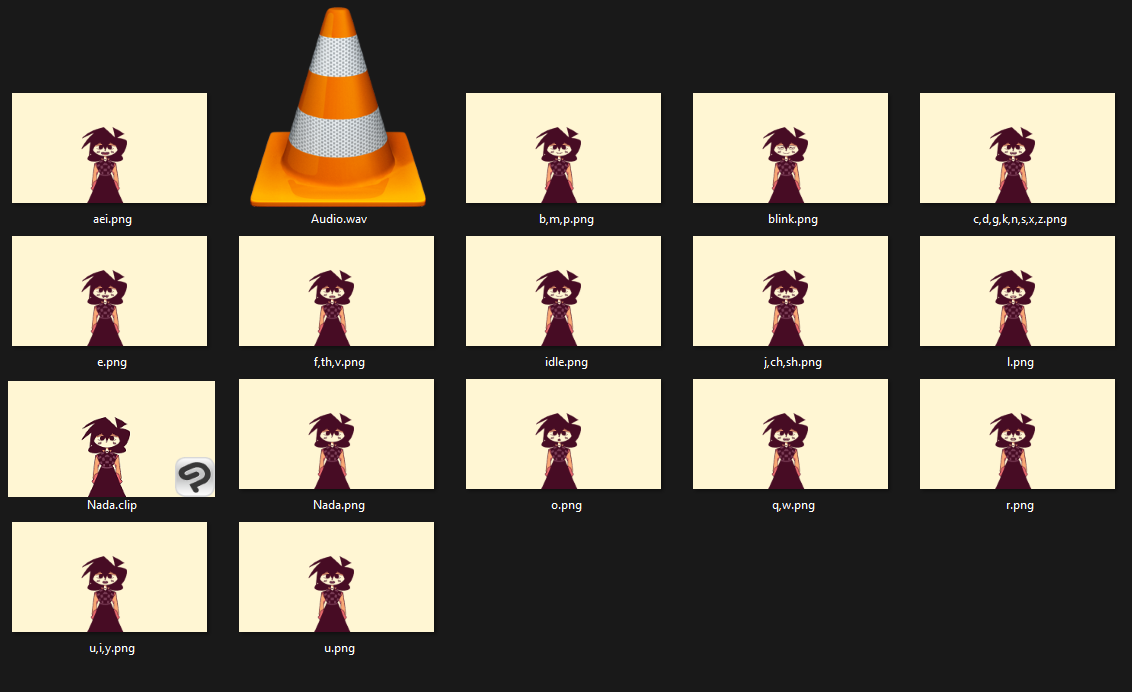 aei.png
Audio.wav
b,m,p.png
blink.png
c,d,g,k,n,s,x,z.png
e.png
f,th,v.png
idle.png
j,ch,sh.png
l.png
Nada.clip
Nada.png
o.png
q,w.png
r.png
u,i,y.png
u.png